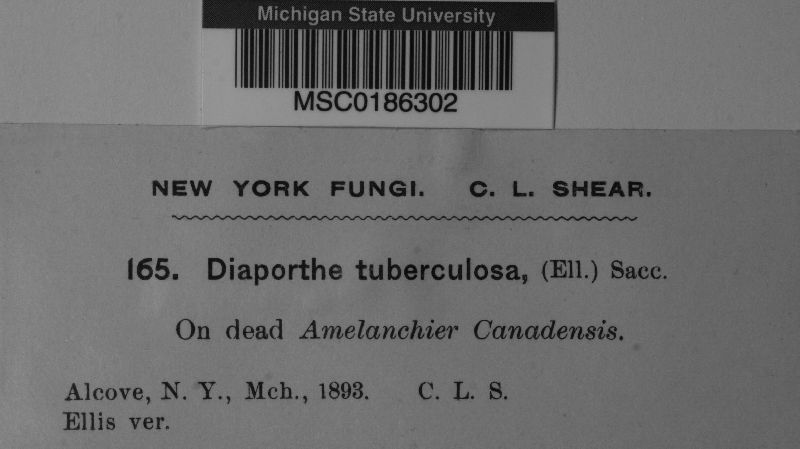 Michigan State University
MSC0186302
NEW YORK FUNGI. C. L. SHEAR.
165. Diaporthe tuberculosa, (Ell.) Sacc.
On dead Amelanchier Canadensis.
Alcove, N. Y., Mch., 1893. C. L. S.
Ellis ver.